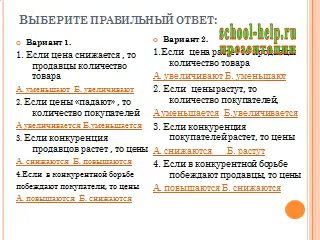 ВЫБЕРИТЕ ПРАВИЛЬНЫЙ ОТВЕТ:
school-help.ru
презентации
Вариант 1.
1. Если цена снижается , то
продавцы количество
товара
А. уменьшают Б. увеличивают
2. Если цены «падают» , то
количество покупателей
А увеличивается Б.уменьшается
3. Если конкуренция
продавцов растет , то цены
А. снижаются Б. повышаются
4.Если в конкурентной борьбе
побеждают покупатели, то цены
А. повышаются Б. снижаются
Вариант 2.
1.Если цена
количество товара
А. увеличивают Б. уменьшают
2. Если цены растут, то
количество покупателей,
А.уменьшается Б.увеличивается
3. Если конкуренция
покупателей растет, то цены
А. снижаются Б. растут
4. Если в конкурентной борьбе
побеждают продавцы, то цены
А. повышаются Б. снижаются